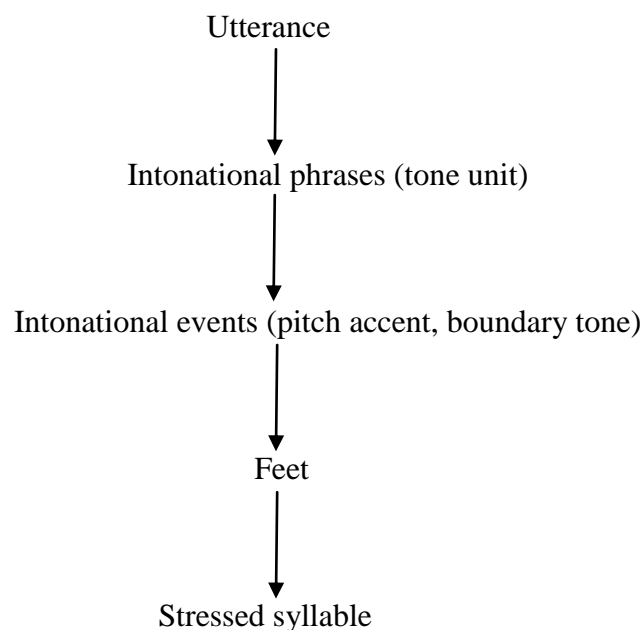 Utterance
Intonational phrases (tone unit)
Intonational events (pitch accent, boundary tone)
Feet
Stressed syllable